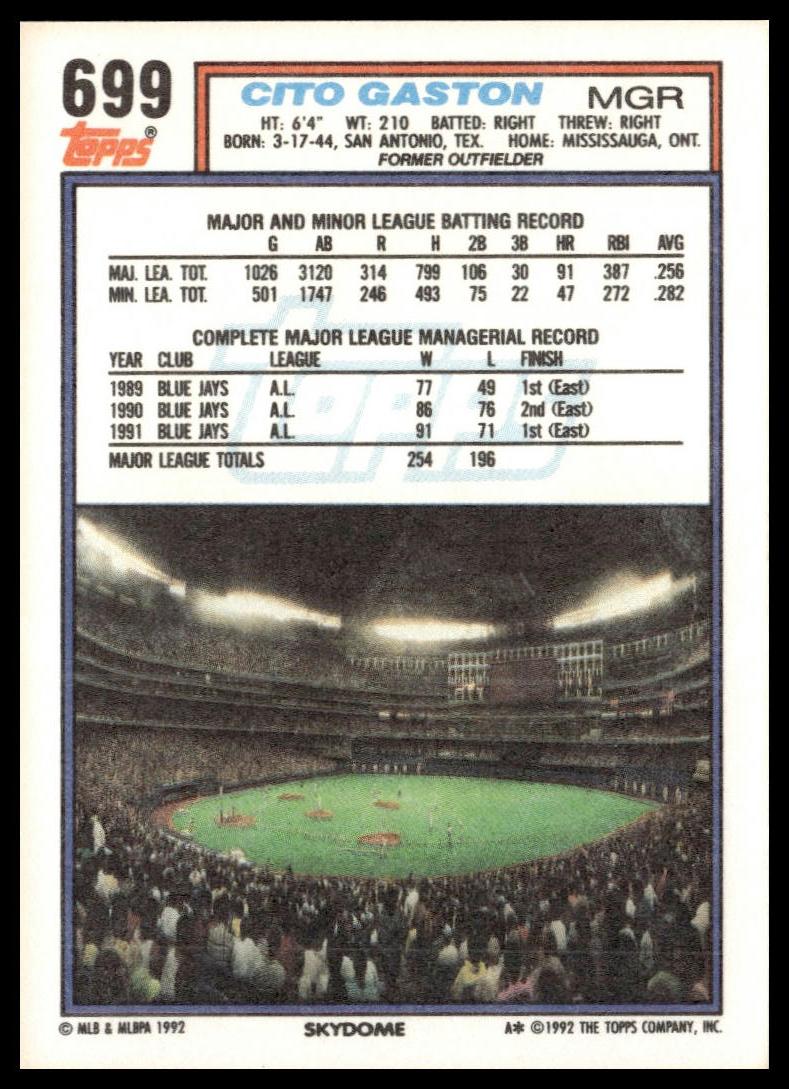 699
TOPPS®
CITO GASTON MGR
HT: 6'4" WT: 210 BATTED: RIGHT THREW: RIGHT
BORN: 3-17-44, SAN ANTONIO, TEX. HOME: MISSISSAUGA, ONT.
FORMER OUTFIELDER
MAJOR AND MINOR LEAGUE BATTING RECORD
G AB R H 2B 3B HR RBI AVG
MAJ. LEA. TOT. 1026 3120 314 799 106 30 91 387 .256
MIN. LEA. TOT. 501 1747 246 493 75 22 47 272 .282
COMPLETE MAJOR LEAGUE MANAGERIAL RECORD
YEAR CLUB LEAGUE W L FINISH
1989 BLUE JAYS A.L. 77 49 1st (East)
1990 BLUE JAYS A.L. 86 76 2nd (East)
1991 BLUE JAYS A.L. 91 71 1st (East)
MAJOR LEAGUE TOTALS 254 196
TOPPS
© MLB & MLBPA 1992 SKYDOME A* ©1992 THE TOPPS COMPANY, INC.